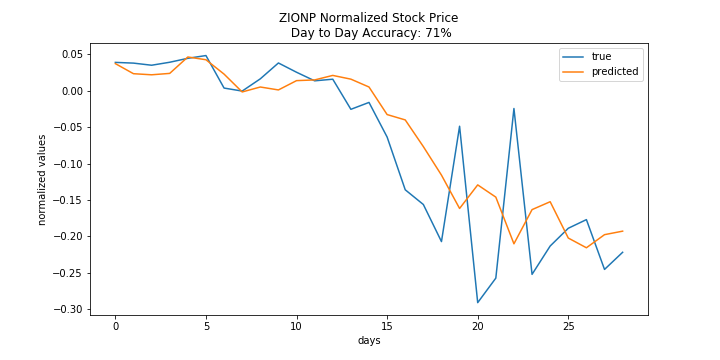 ZIONP Normalized Stock Price
Day to Day Accuracy: 71%
true
predicted
0.05
0.00
−0.05
−0.10
−0.15
−0.20
−0.25
−0.30
normalized values
0 5 10 15 20 25
days